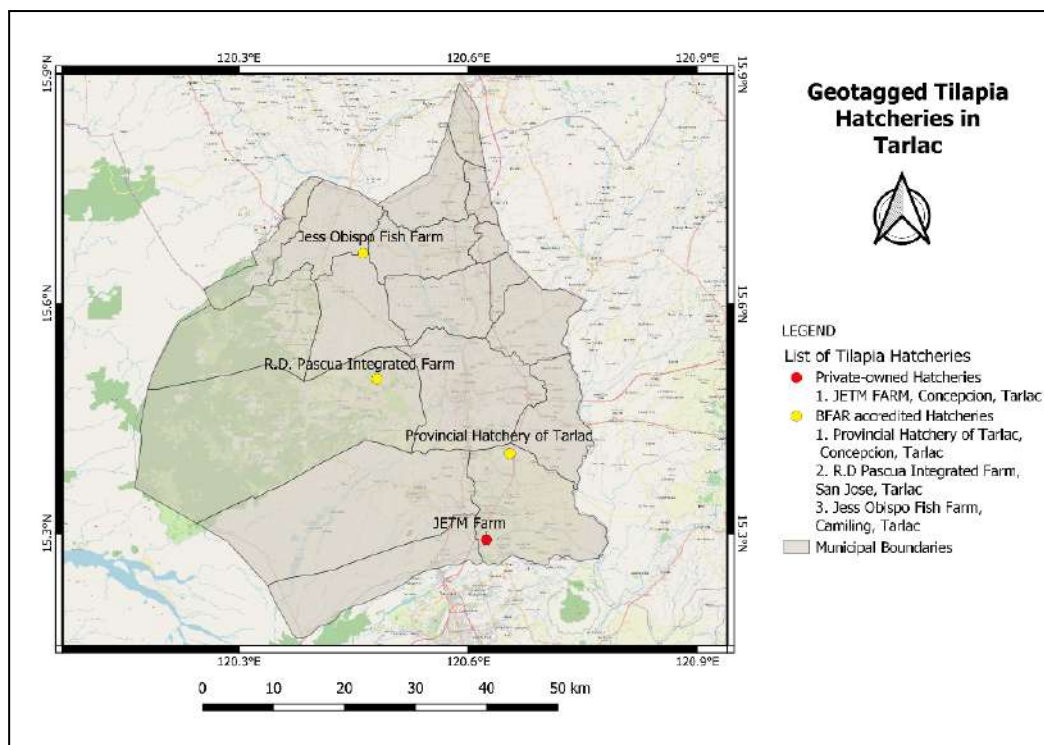 120.3°E 120.6°E 120.9°E
15.9°N 15.9°N
Geotagged Tilapia
Hatcheries in
Tarlac
Jess Obispo Fish Farm
15.6°N 15.6°N
R.D. Pascua Integrated Farm
Provincial Hatchery of Tarlac
JETM Farm
15.3°N 15.3°N
120.3°E 120.6°E 120.9°E
0 10 20 30 40 50 km
LEGEND
List of Tilapia Hatcheries
Private-owned Hatcheries
1. JETM FARM, Concepcion, Tarlac
BFAR accredited Hatcheries
1. Provincial Hatchery of Tarlac,
Concepcion, Tarlac
2. R.D Pascua Integrated Farm,
San Jose, Tarlac
3. Jess Obispo Fish Farm,
Camiling, Tarlac
Municipal Boundaries